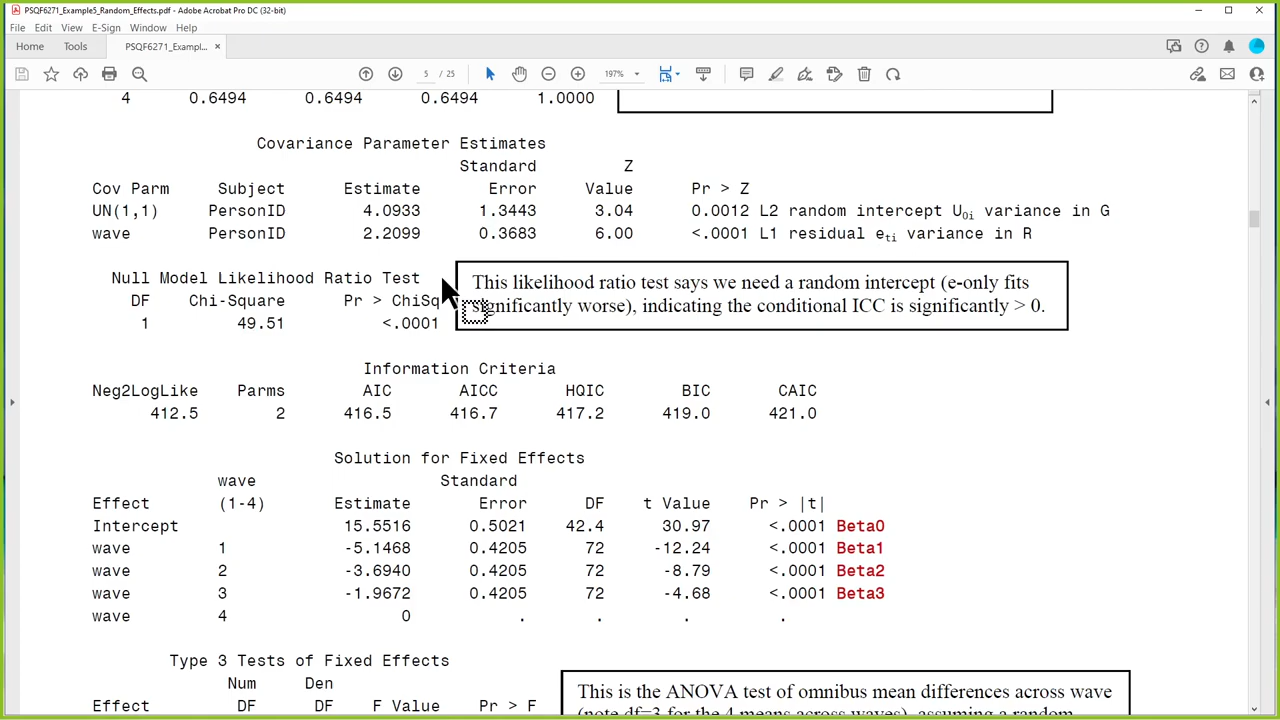 PSQF6271_Example5_Random_Effects.pdf - Adobe Acrobat Pro DC (32-bit)
File Edit View E-Sign Window Help
Home Tools PSQF6271_Exampl... ×
5 / 25 197%
4 0.6494 0.6494 0.6494 1.0000
Covariance Parameter Estimates
Standard Z
Cov Parm Subject Estimate Error Value Pr > Z
UN(1,1) PersonID 4.0933 1.3443 3.04 0.0012 L2 random intercept U0i variance in G
wave PersonID 2.2099 0.3683 6.00 <.0001 L1 residual eti variance in R
Null Model Likelihood Ratio Test
DF Chi-Square Pr > ChiSq
1 49.51 <.0001
This likelihood ratio test says we need a random intercept (e-only fits
significantly worse), indicating the conditional ICC is significantly > 0.
Information Criteria
Neg2LogLike Parms AIC AICC HQIC BIC CAIC
412.5 2 416.5 416.7 417.2 419.0 421.0
Solution for Fixed Effects
wave Standard
Effect (1-4) Estimate Error DF t Value Pr > |t|
Intercept 15.5516 0.5021 42.4 30.97 <.0001 Beta0
wave 1 -5.1468 0.4205 72 -12.24 <.0001 Beta1
wave 2 -3.6940 0.4205 72 -8.79 <.0001 Beta2
wave 3 -1.9672 0.4205 72 -4.68 <.0001 Beta3
wave 4 0 . . . .
Type 3 Tests of Fixed Effects
Num Den
Effect DF DF F Value Pr > F
This is the ANOVA test of omnibus mean differences across wave
(note df=3 for the 4 means across waves), assuming a random